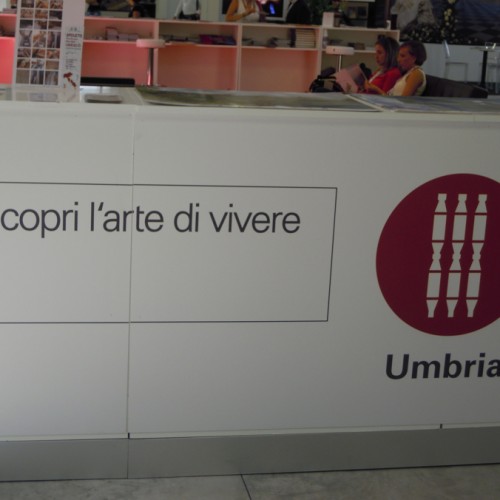 copri l'arte di vivere
Umbria